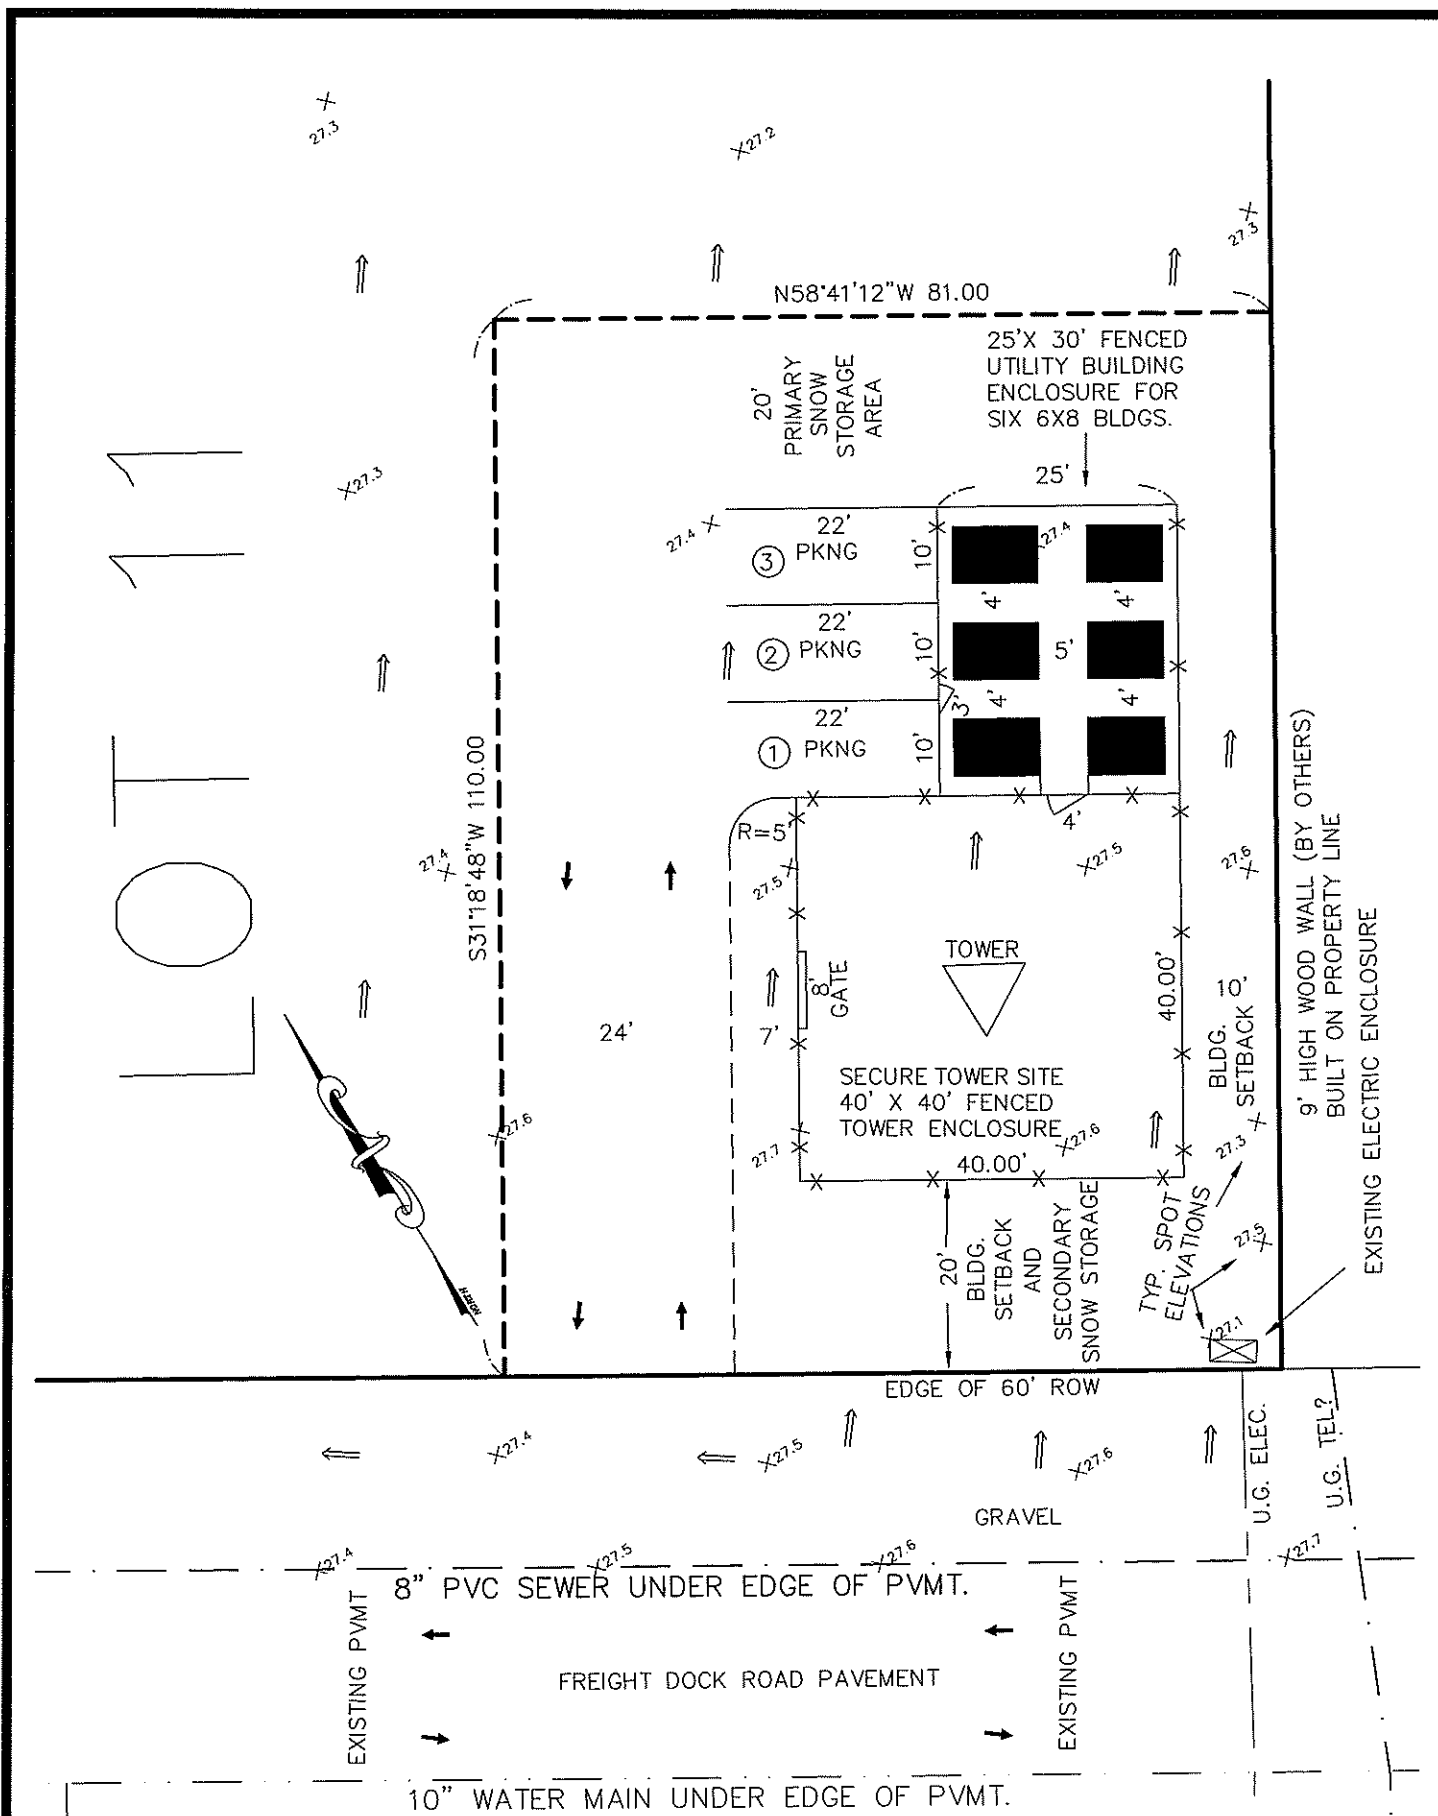 27.3
27.2
27.3
N58°41'12"W 81.00
25'X 30' FENCED
UTILITY BUILDING
ENCLOSURE FOR
SIX 6X8 BLDGS.
20'
PRIMARY
SNOW
STORAGE
AREA
25'
LOT 11
27.3
27.4
22'
3 PKNG
10'
27.4
4'
4'
22'
2 PKNG
10'
5'
3'
4'
4'
22'
1 PKNG
10'
S31°18'48"W 110.00
27.4
R=5'
4'
27.5
27.5
27.6
TOWER
8'
GATE
7'
24'
40.00'
10'
BLDG.
SETBACK
9' HIGH WOOD WALL (BY OTHERS)
BUILT ON PROPERTY LINE
EXISTING ELECTRIC ENCLOSURE
SECURE TOWER SITE
40' X 40' FENCED
TOWER ENCLOSURE
27.6
27.7
27.6
27.3
40.00'
20'
BLDG.
SETBACK
AND
SECONDARY
SNOW STORAGE
TYP. SPOT
ELEVATIONS
27.5
27.1
NORTH
EDGE OF 60' ROW
27.4
27.5
27.6
U.G. ELEC.
U.G. TEL?
GRAVEL
27.4
27.5
27.6
27.7
8" PVC SEWER UNDER EDGE OF PVMT.
EXISTING PVMT
FREIGHT DOCK ROAD PAVEMENT
EXISTING PVMT
10" WATER MAIN UNDER EDGE OF PVMT.